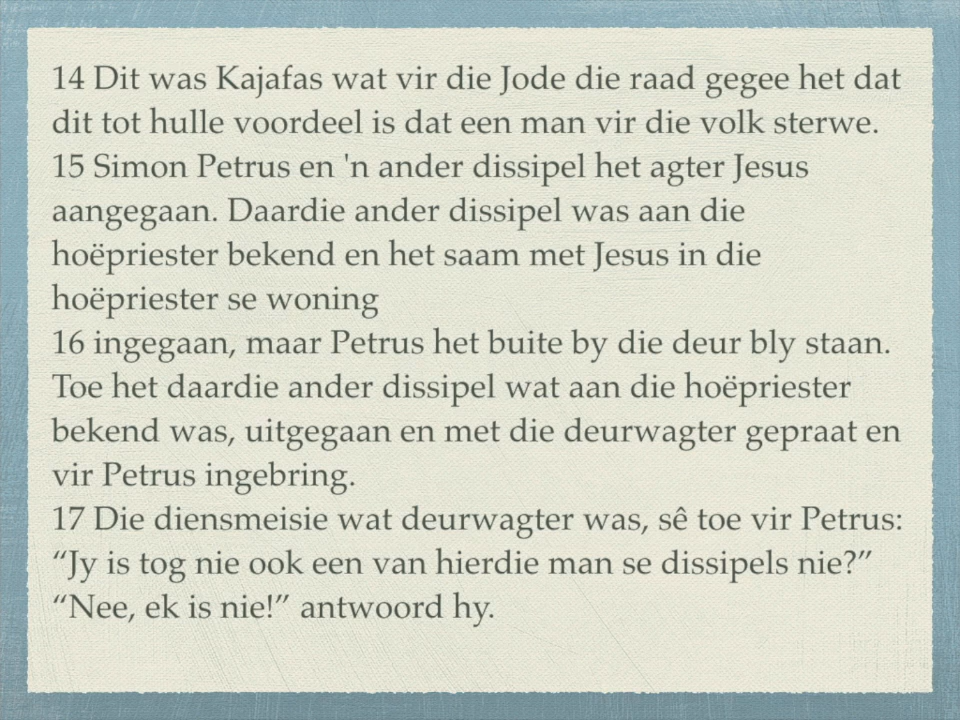 14 Dit was Kajafas wat vir die Jode die raad gegee het dat
dit tot hulle voordeel is dat een man vir die volk sterwe.
15 Simon Petrus en 'n ander dissipel het agter Jesus
aangegaan. Daardie ander dissipel was aan die
hoëpriester bekend en het saam met Jesus in die
hoëpriester se woning
16 ingegaan, maar Petrus het buite by die deur bly staan.
Toe het daardie ander dissipel wat aan die hoëpriester
bekend was, uitgegaan en met die deurwagter gepraat en
vir Petrus ingebring.
17 Die diensmeisie wat deurwagter was, sê toe vir Petrus:
“Jy is tog nie ook een van hierdie man se dissipels nie?”
“Nee, ek is nie!” antwoord hy.